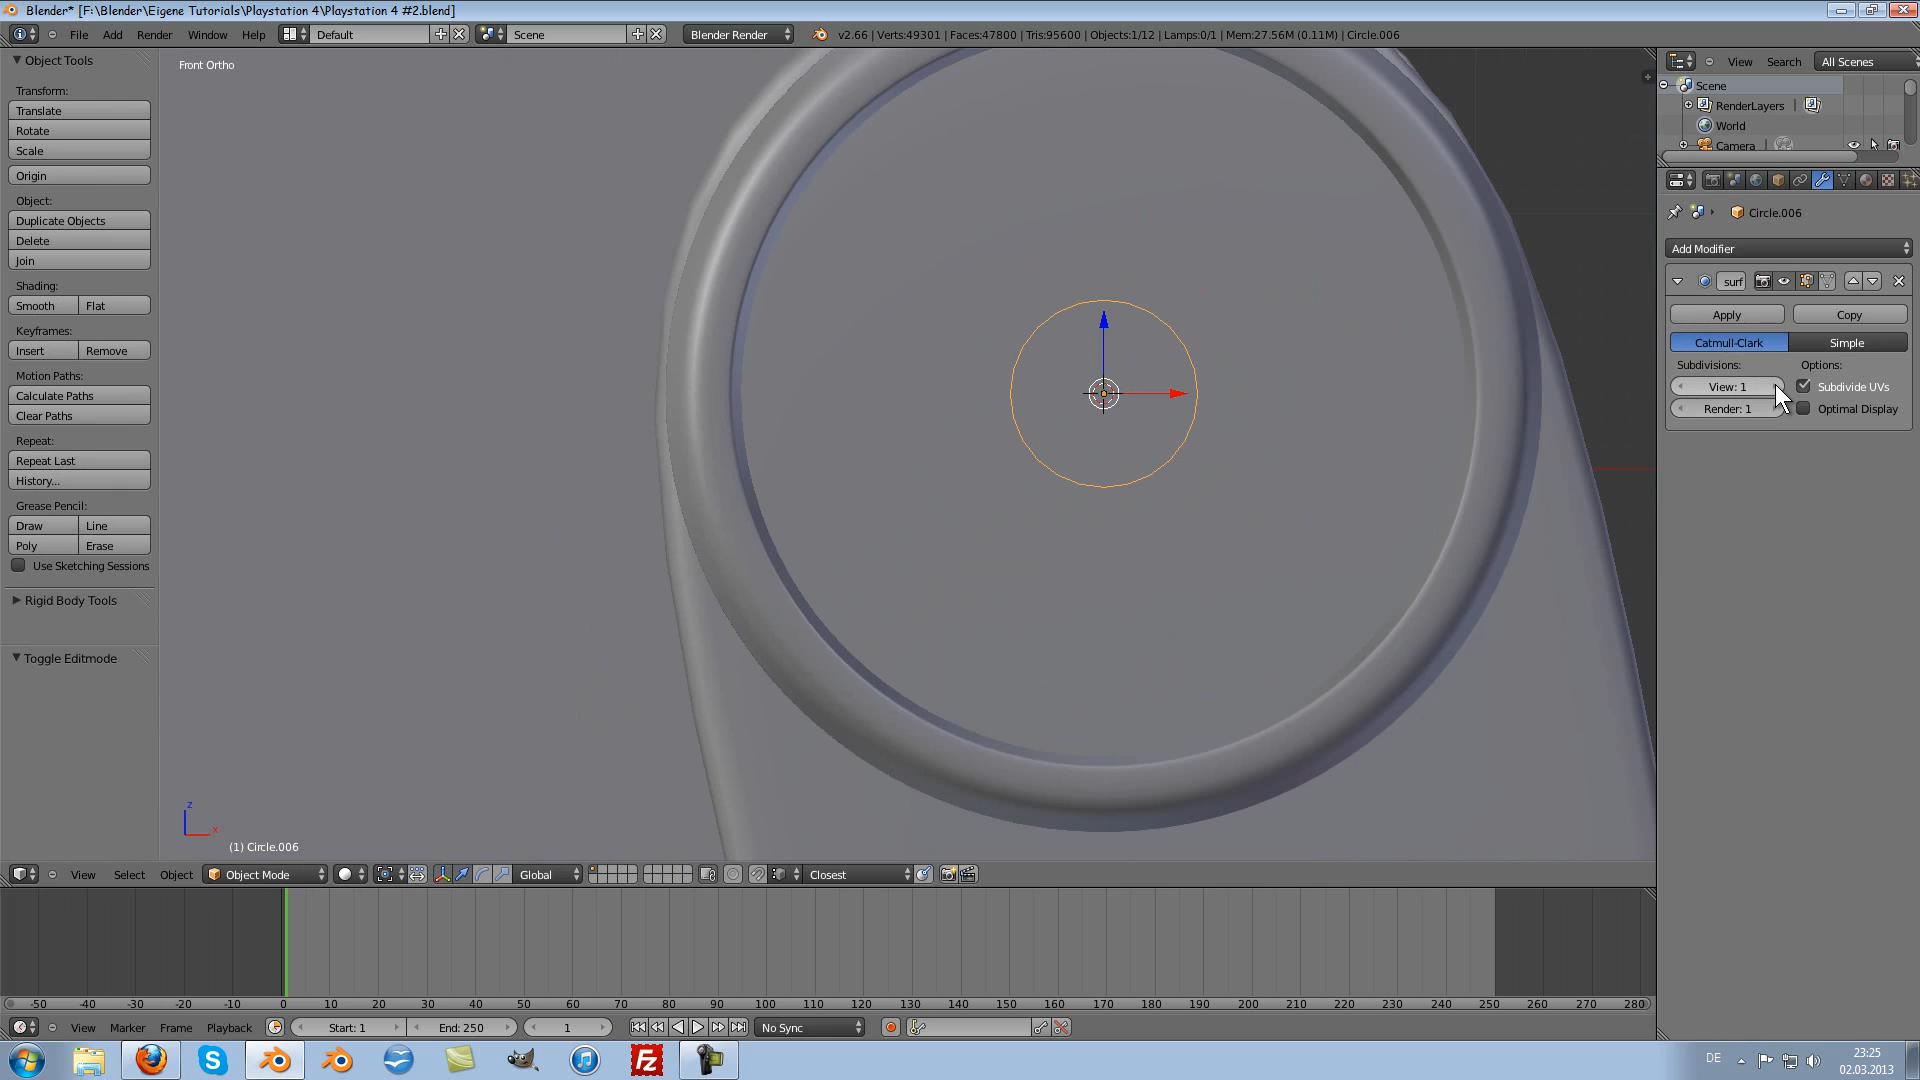 Blender* [F:\Blender\Eigene Tutorials\Playstation 4\Playstation 4 #2.blend]
File Add Render Window Help Default Scene Blender Render v2.66 | Verts:49301 | Faces:47800 | Tris:95600 | Objects:1/12 | Lamps:0/1 | Mem:27.56M (0.11M) | Circle.006
Object Tools
Transform:
Translate
Rotate
Scale
Origin
Object:
Duplicate Objects
Delete
Join
Shading:
Smooth Flat
Keyframes:
Insert Remove
Motion Paths:
Calculate Paths
Clear Paths
Repeat:
Repeat Last
History...
Grease Pencil:
Draw Line
Poly Erase
Use Sketching Sessions
Rigid Body Tools
Toggle Editmode
Front Ortho
z
x
(1) Circle.006
View Search All Scenes
Scene
RenderLayers
World
Camera
Circle.006
Add Modifier
surf
Apply Copy
Catmull-Clark Simple
Subdivisions: Options:
View: 1 Subdivide UVs
Render: 1 Optimal Display
View Select Object Object Mode Global Closest
-50 -40 -30 -20 -10 0 10 20 30 40 50 60 70 80 90 100 110 120 130 140 150 160 170 180 190 200 210 220 230 240 250 260 270 280
View Marker Frame Playback Start: 1 End: 250 1 No Sync
Fz
DE
23:25
02.03.2013